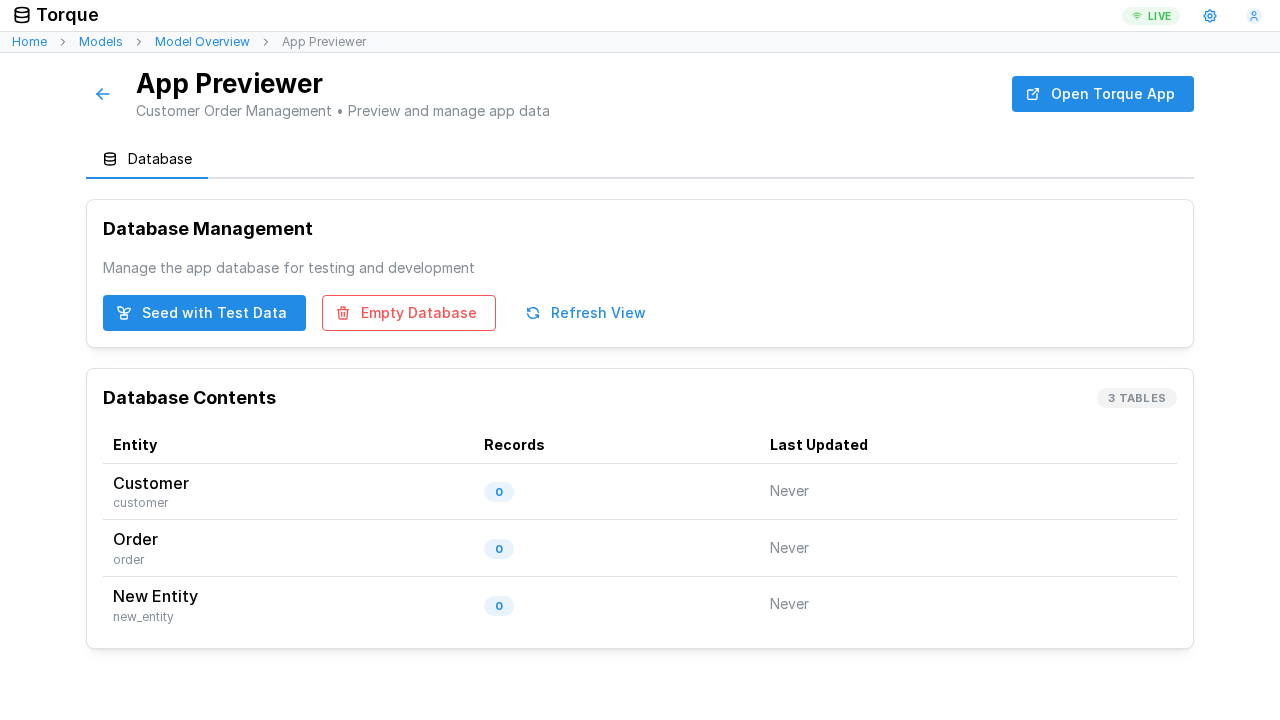 Torque
LIVE
Home
Models
Model Overview
App Previewer
App Previewer
Customer Order Management • Preview and manage app data
Open Torque App
Database
Database Management
Manage the app database for testing and development
Seed with Test Data
Empty Database
Refresh View
Database Contents
3 TABLES
Entity Records Last Updated
Customer
customer
0
Never
Order
order
0
Never
New Entity
new_entity
0
Never